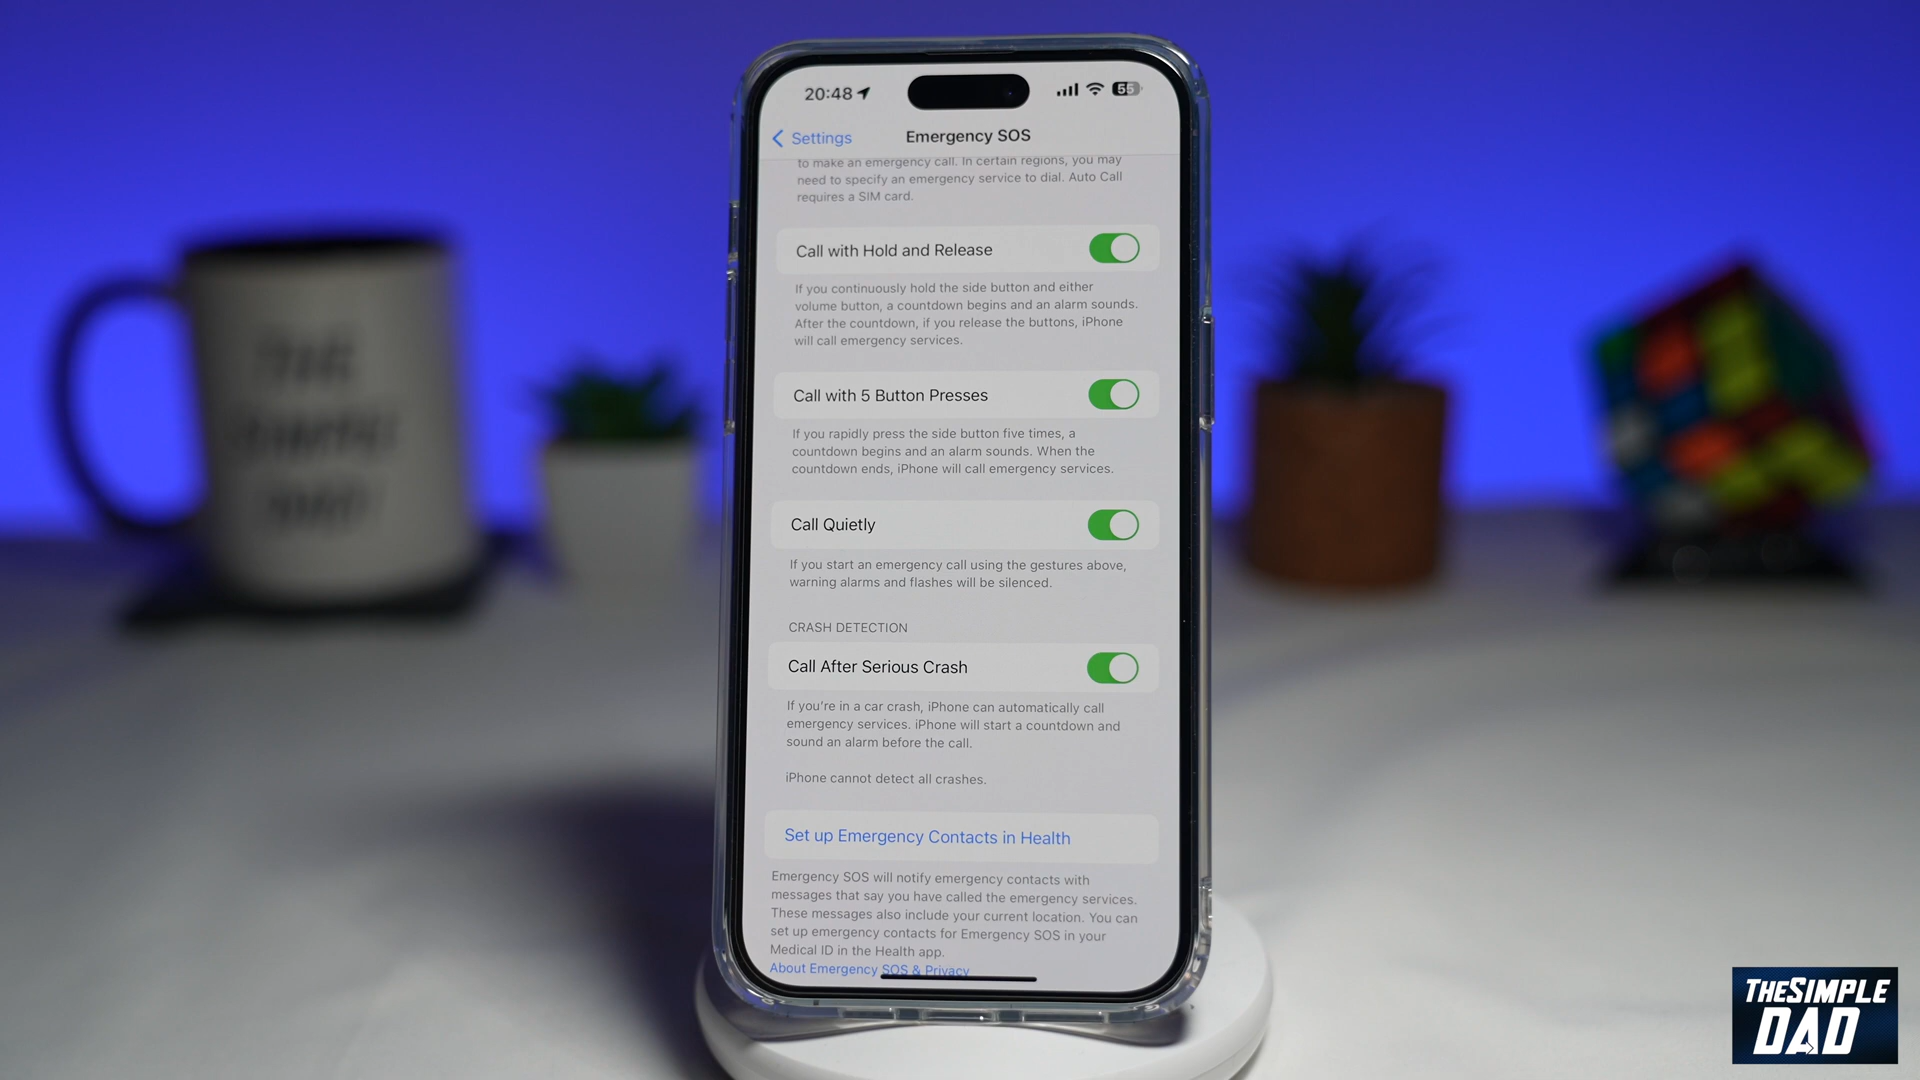 20:48
55
Settings
Emergency SOS
to make an emergency call. In certain regions, you may
need to specify an emergency service to dial. Auto Call
requires a SIM card.
Call with Hold and Release
If you continuously hold the side button and either
volume button, a countdown begins and an alarm sounds.
After the countdown, if you release the buttons, iPhone
will call emergency services.
Call with 5 Button Presses
If you rapidly press the side button five times, a
countdown begins and an alarm sounds. When the
countdown ends, iPhone will call emergency services.
Call Quietly
If you start an emergency call using the gestures above,
warning alarms and flashes will be silenced.
CRASH DETECTION
Call After Serious Crash
If you're in a car crash, iPhone can automatically call
emergency services. iPhone will start a countdown and
sound an alarm before the call.
iPhone cannot detect all crashes.
Set up Emergency Contacts in Health
Emergency SOS will notify emergency contacts with
messages that say you have called the emergency services.
These messages also include your current location. You can
set up emergency contacts for Emergency SOS in your
Medical ID in the Health app.
About Emergency SOS & Privacy
THE
SIMPLE
DAD
THESIMPLE
DAD